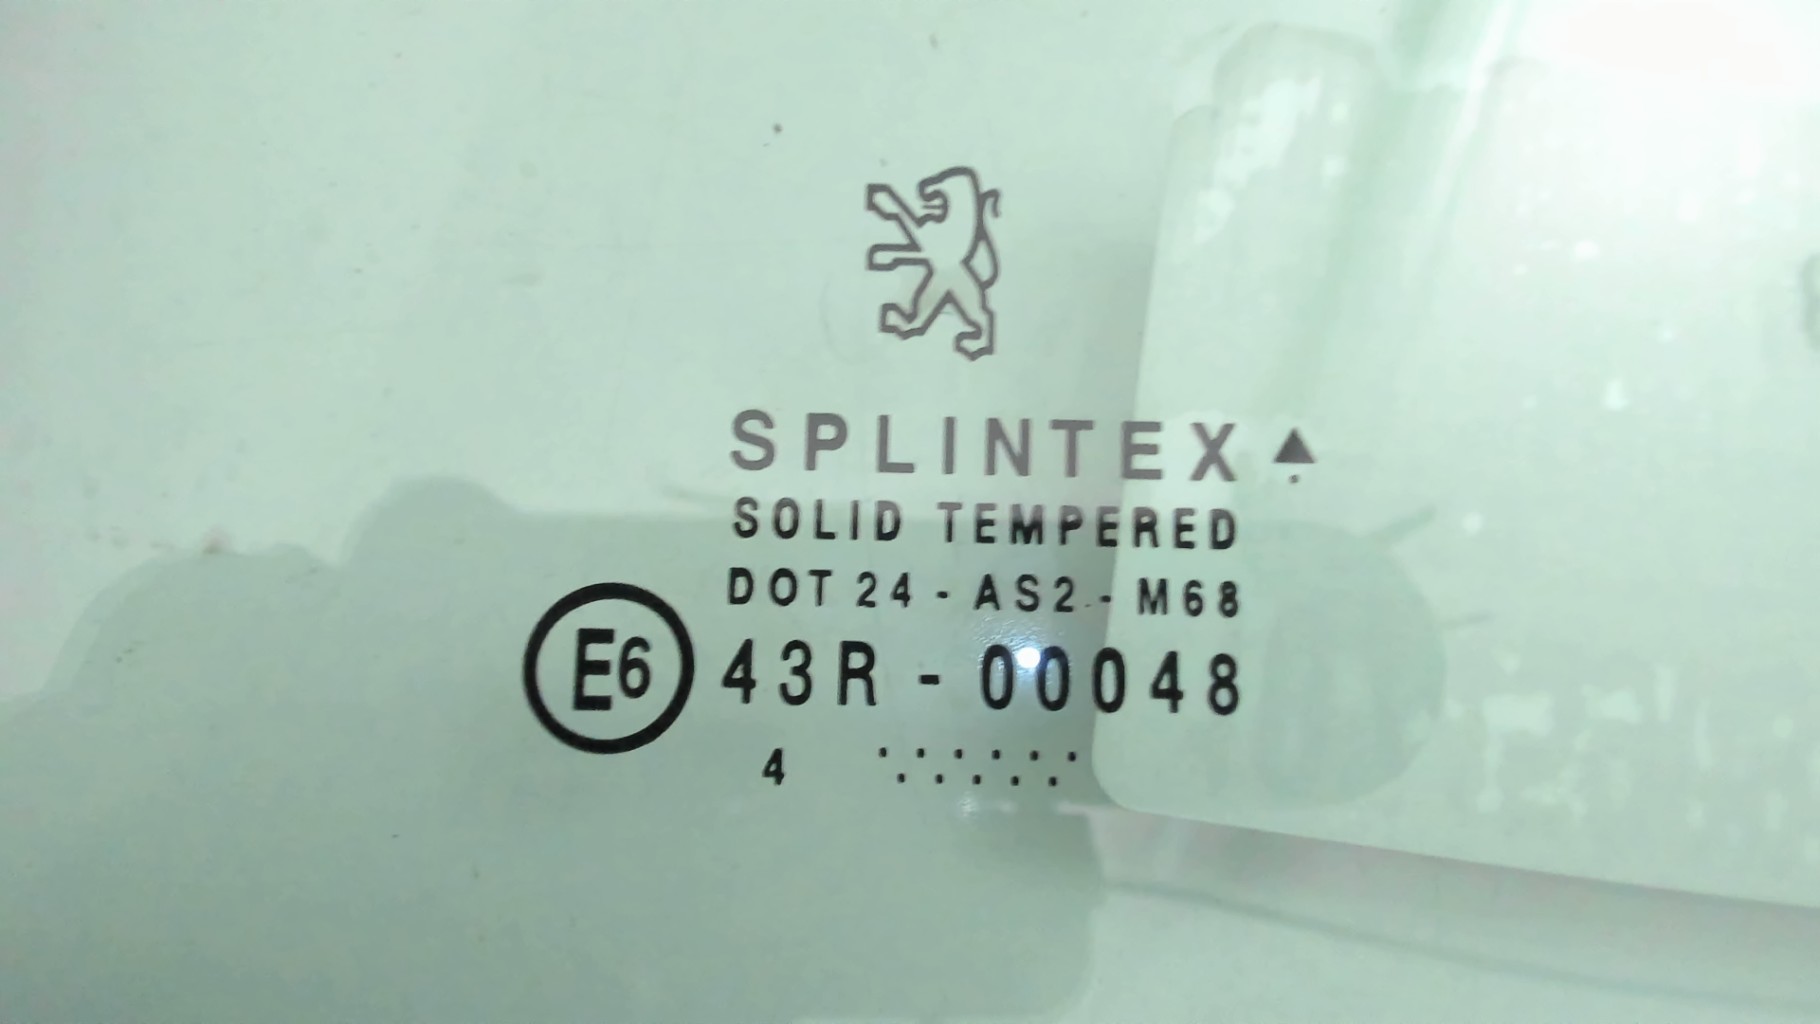 SPLINTEX
SOLID TEMPERED
DOT 24 - AS2 - M68
E6 43R - 00048
4